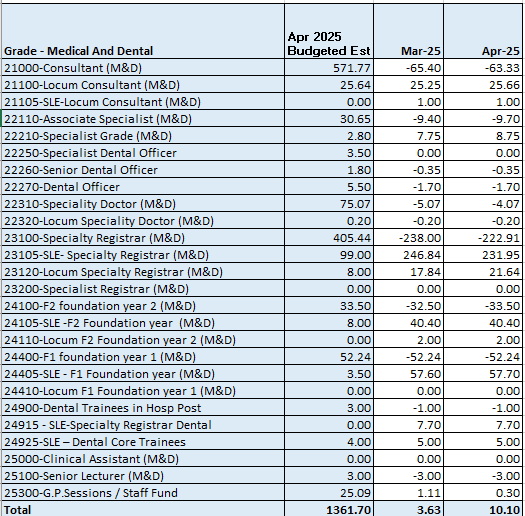 Apr 2025
Grade - Medical And Dental Budgeted Est Mar-25 Apr-25
21000-Consultant (M&D) 571.77 -65.40 -63.33
21100-Locum Consultant (M&D) 25.64 25.25 25.66
21105-SLE-Locum Consultant (M&D) 0.00 1.00 1.00
22110-Associate Specialist (M&D) 30.65 -9.40 -9.70
22210-Specialist Grade (M&D) 2.80 7.75 8.75
22250-Specialist Dental Officer 3.50 0.00 0.00
22260-Senior Dental Officer 1.80 -0.35 -0.35
22270-Dental Officer 5.50 -1.70 -1.70
22310-Speciality Doctor (M&D) 75.07 -5.07 -4.07
22320-Locum Speciality Doctor (M&D) 0.20 -0.20 -0.20
23100-Specialty Registrar (M&D) 405.44 -238.00 -222.91
23105-SLE- Specialty Registrar (M&D) 99.00 246.84 231.95
23120-Locum Specialty Registrar (M&D) 8.00 17.84 21.64
23200-Specialist Registrar (M&D) 0.00 0.00 0.00
24100-F2 foundation year 2 (M&D) 33.50 -32.50 -33.50
24105-SLE -F2 Foundation year (M&D) 8.00 40.40 40.40
24110-Locum F2 Foundation year 2 (M&D) 0.00 2.00 2.00
24400-F1 foundation year 1 (M&D) 52.24 -52.24 -52.24
24405-SLE - F1 Foundation year (M&D) 3.50 57.60 57.70
24410-Locum F1 Foundation year 1 (M&D) 0.00 0.00 0.00
24900-Dental Trainees in Hosp Post 3.00 -1.00 -1.00
24915 - SLE-Specialty Registrar Dental 0.00 7.70 7.70
24925-SLE – Dental Core Trainees 4.00 5.00 5.00
25000-Clinical Assistant (M&D) 0.00 0.00 0.00
25100-Senior Lecturer (M&D) 3.00 -3.00 -3.00
25300-G.P.Sessions / Staff Fund 25.09 1.11 0.30
Total 1361.70 3.63 10.10